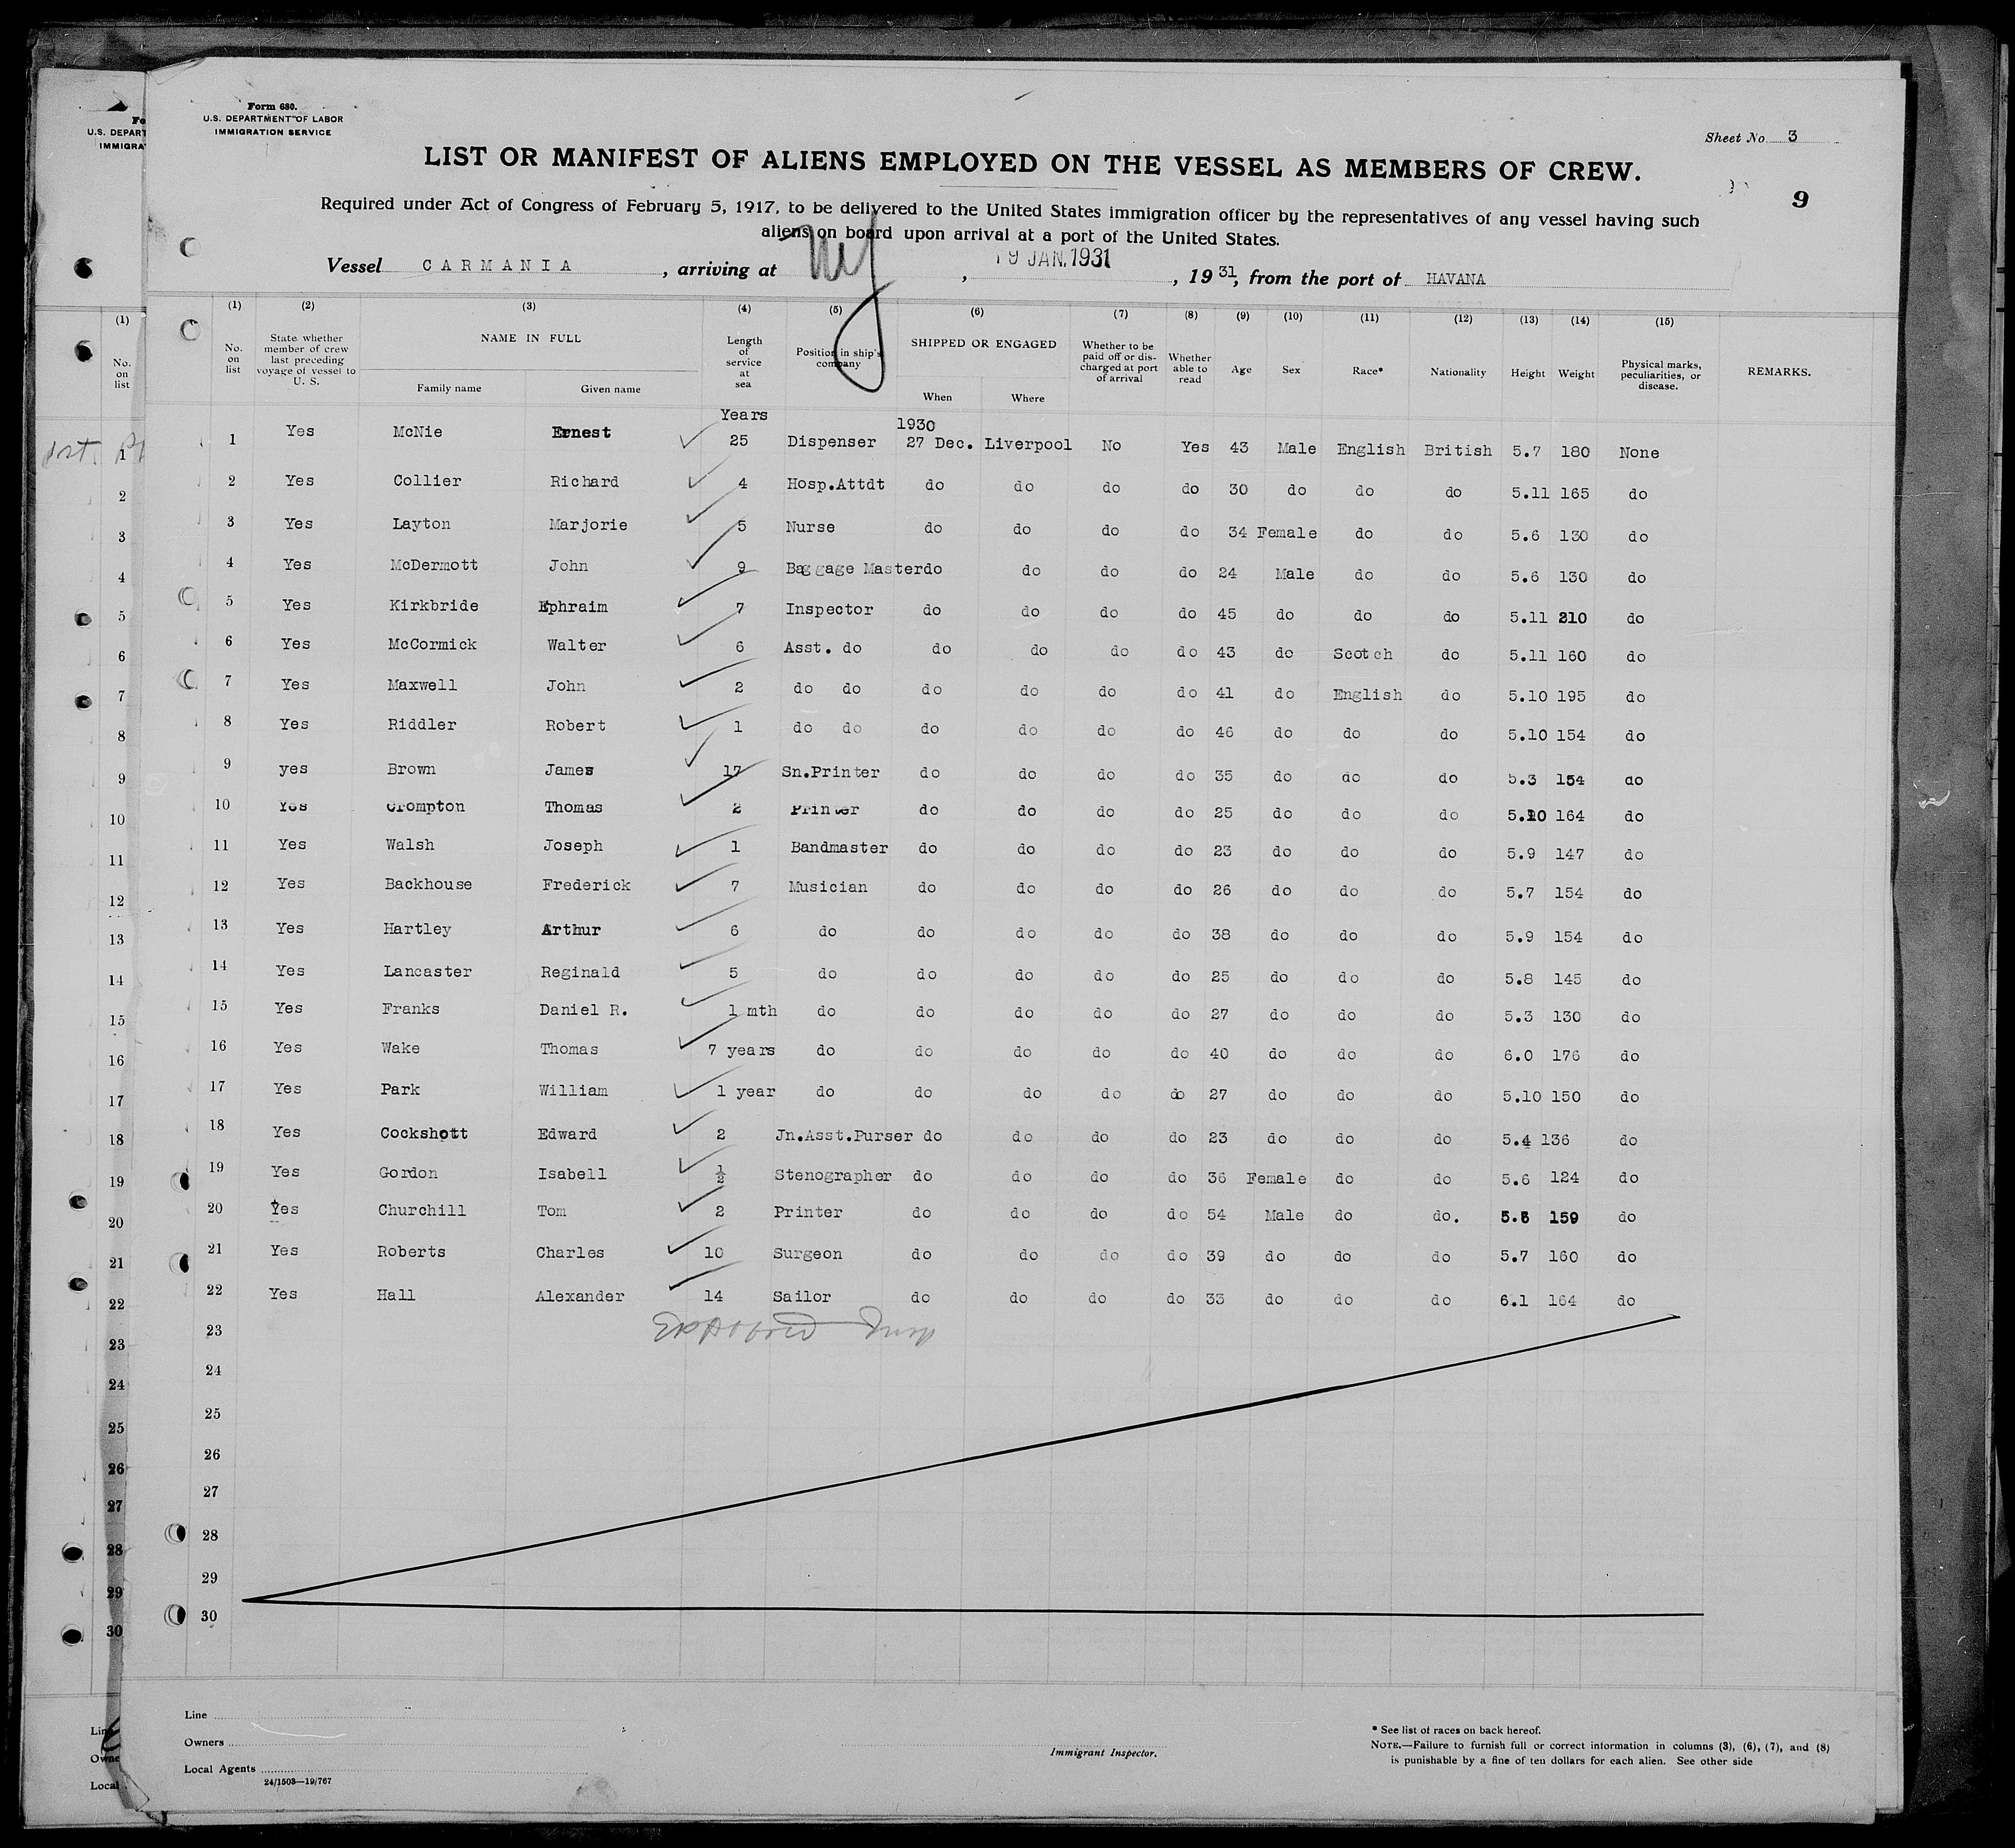 Form 680.
U.S. DEPARTMENT OF LABOR
IMMIGRATION SERVICE
Sheet No. 3
LIST OR MANIFEST OF ALIENS EMPLOYED ON THE VESSEL AS MEMBERS OF CREW.
9
Required under Act of Congress of February 5, 1917, to be delivered to the United States immigration officer by the representatives of any vessel having such
aliens on board upon arrival at a port of the United States.
Vessel CARMANIA, arriving at NY, 19 JAN. 1931, 1931, from the port of HAVANA
(1) (2) (3) (4) (5) (6) (7) (8) (9) (10) (11) (12) (13) (14) (15)
No. on list State whether member of crew last preceding voyage of vessel to U. S. NAME IN FULL Family name Given name Length of service at sea Position in ship's company SHIPPED OR ENGAGED When Where Whether to be paid off or discharged at port of arrival Whether able to read Age Sex Race* Nationality Height Weight Physical marks, peculiarities, or disease. REMARKS.
Years 1930
1 Yes McNie Ernest 25 Dispenser 27 Dec. Liverpool No Yes 43 Male English British 5.7 180 None
2 Yes Collier Richard 4 Hosp.Attdt do do do do 30 do do do 5.11 165 do
3 Yes Layton Marjorie 5 Nurse do do do do 34 Female do do 5.6 130 do
4 Yes McDermott John 9 Baggage Master do do do do 24 Male do do 5.6 130 do
5 Yes Kirkbride Ephraim 7 Inspector do do do do 45 do do do 5.11 210 do
6 Yes McCormick Walter 6 Asst. do do do do do 43 do Scotch do 5.11 160 do
7 Yes Maxwell John 2 do do do do do do 41 do English do 5.10 195 do
8 Yes Riddler Robert 1 do do do do do do 46 do do do 5.10 154 do
9 yes Brown James 17 Sn.Printer do do do do 35 do do do 5.3 154 do
10 Yes Crompton Thomas 2 Printer do do do do 25 do do do 5.10 164 do
11 Yes Walsh Joseph 1 Bandmaster do do do do 23 do do do 5.9 147 do
12 Yes Backhouse Frederick 7 Musician do do do do 26 do do do 5.7 154 do
13 Yes Hartley Arthur 6 do do do do do 38 do do do 5.9 154 do
14 Yes Lancaster Reginald 5 do do do do do 25 do do do 5.8 145 do
15 Yes Franks Daniel R. 1 mth do do do do do 27 do do do 5.3 130 do
16 Yes Wake Thomas 7 years do do do do do 40 do do do 6.0 176 do
17 Yes Park William 1 year do do do do do 27 do do do 5.10 150 do
18 Yes Cockshott Edward 2 Jn.Asst.Purser do do do do 23 do do do 5.4 136 do
19 Yes Gordon Isabell ½ Stenographer do do do do 36 Female do do 5.6 124 do
20 Yes Churchill Tom 2 Printer do do do do 54 Male do do. 5.5 159 do
21 Yes Roberts Charles 10 Surgeon do do do do 39 do do do 5.7 160 do
22 Yes Hall Alexander 14 Sailor do do do do 33 do do do 6.1 164 do
23
24
25
26
27
28
29
30
Line
Owners
Local Agents
24/1503—19/767
Immigrant Inspector.
* See list of races on back hereof.
NOTE.—Failure to furnish full or correct information in columns (3), (6), (7), and (8)
is punishable by a fine of ten dollars for each alien. See other side